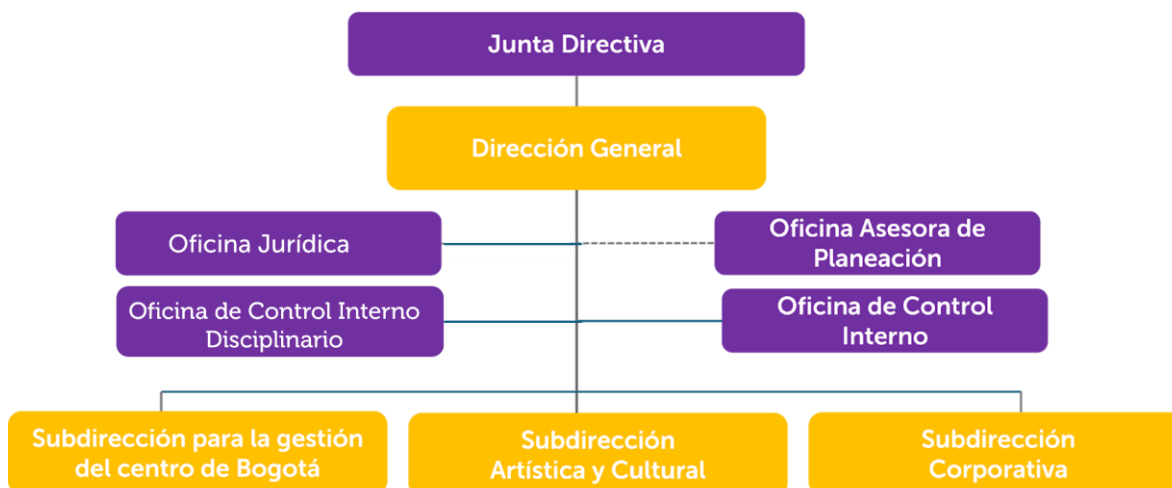 Junta Directiva
Dirección General
Oficina Jurídica
Oficina Asesora de
Planeación
Oficina de Control Interno
Disciplinario
Oficina de Control
Interno
Subdirección para la gestión
del centro de Bogotá
Subdirección
Artística y Cultural
Subdirección
Corporativa